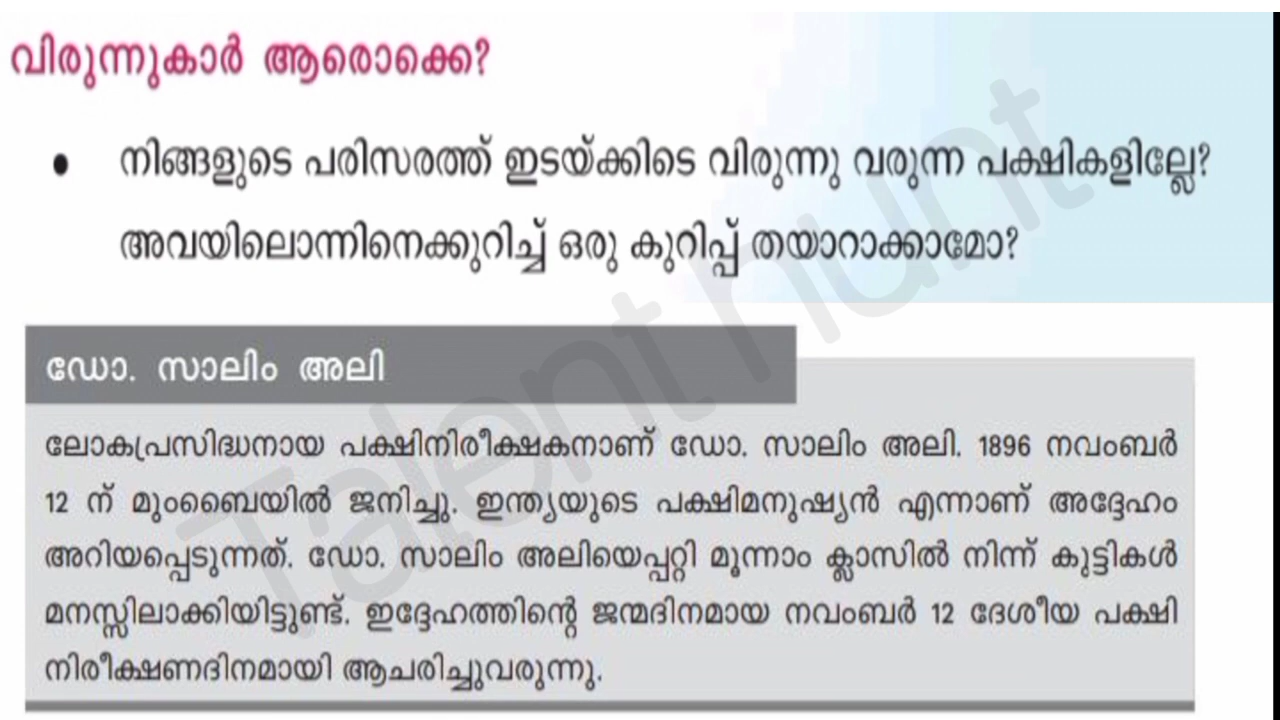 വിരുന്നുകാർ ആരൊക്കെ?
• നിങ്ങളുടെ പരിസരത്ത് ഇടയ്ക്കിടെ വിരുന്നു വരുന്ന പക്ഷികളില്ലേ?
അവയിലൊന്നിനെക്കുറിച്ച് ഒരു കുറിപ്പ് തയാറാക്കാമോ?
ഡോ. സാലിം അലി
ലോകപ്രസിദ്ധനായ പക്ഷിനിരീക്ഷകനാണ് ഡോ. സാലിം അലി. 1896 നവംബർ
12 ന് മുംബൈയിൽ ജനിച്ചു. ഇന്ത്യയുടെ പക്ഷിമനുഷ്യൻ എന്നാണ് അദ്ദേഹം
അറിയപ്പെടുന്നത്. ഡോ. സാലിം അലിയെപ്പറ്റി മൂന്നാം ക്ലാസിൽ നിന്ന് കുട്ടികൾ
മനസ്സിലാക്കിയിട്ടുണ്ട്. ഇദ്ദേഹത്തിന്റെ ജന്മദിനമായ നവംബർ 12 ദേശീയ പക്ഷി
നിരീക്ഷണദിനമായി ആചരിച്ചുവരുന്നു.
Talent hunt